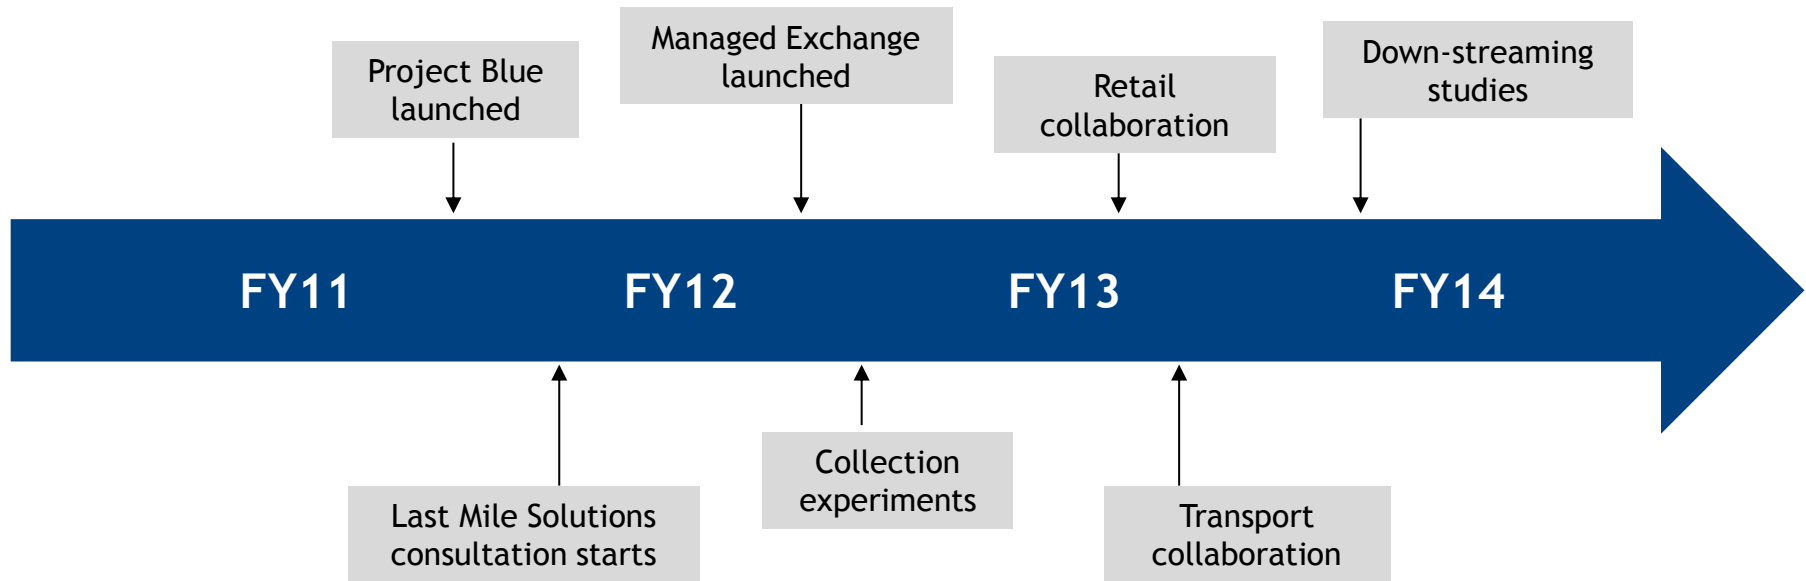 Project Blue
launched
Managed Exchange
launched
Retail
collaboration
Down-streaming
studies
FY11
FY12
FY13
FY14
Last Mile Solutions
consultation starts
Collection
experiments
Transport
collaboration